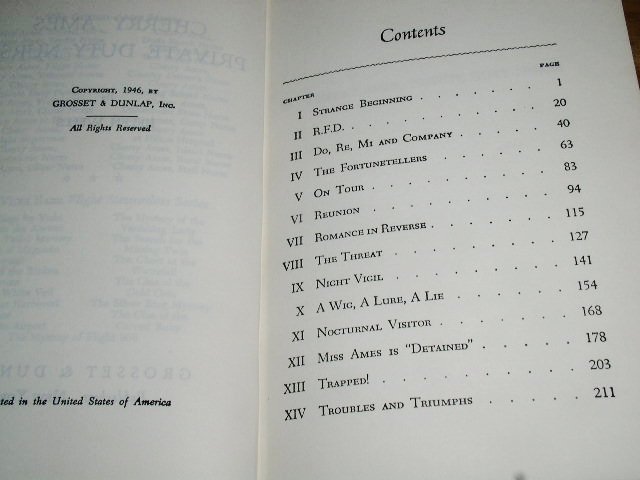 Copyright, 1946, by
GROSSET & DUNLAP, Inc.
All Rights Reserved
GROSSET & DUN
ted in the United States of America
Contents
CHAPTER PAGE
I Strange Beginning . . . . . . . 1
II R.F.D. . . . . . . . . . . 20
III Do, Re, Mi and Company . . . . . 40
IV The Fortunetellers . . . . . . 63
V On Tour . . . . . . . . . 83
VI Reunion . . . . . . . . . 94
VII Romance in Reverse . . . . . . 115
VIII The Threat . . . . . . . . 127
IX Night Vigil . . . . . . . . 141
X A Wig, A Lure, A Lie . . . . . . 154
XI Nocturnal Visitor . . . . . . 168
XII Miss Ames is "Detained" . . . . . 178
XIII Trapped! . . . . . . . . . 203
XIV Troubles and Triumphs . . . . . 211